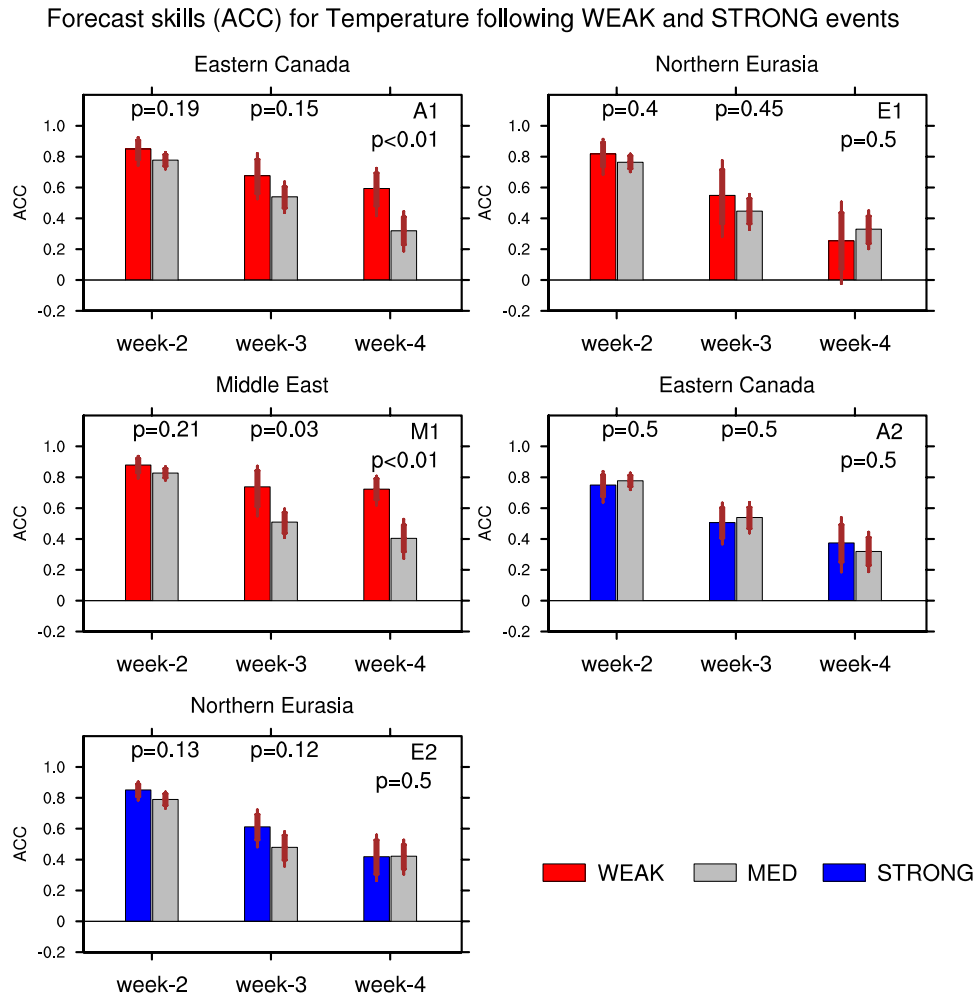 Forecast skills (ACC) for Temperature following WEAK and STRONG events
Eastern Canada
p=0.19 p=0.15 A1
p<0.01
1.0
0.8
0.6
0.4
0.2
0
-0.2
ACC
week-2 week-3 week-4
Northern Eurasia
p=0.4 p=0.45 E1
p=0.5
1.0
0.8
0.6
0.4
0.2
0
-0.2
ACC
week-2 week-3 week-4
Middle East
p=0.21 p=0.03 M1
p<0.01
1.0
0.8
0.6
0.4
0.2
0
-0.2
ACC
week-2 week-3 week-4
Eastern Canada
p=0.5 p=0.5 A2
p=0.5
1.0
0.8
0.6
0.4
0.2
0
-0.2
ACC
week-2 week-3 week-4
Northern Eurasia
p=0.13 p=0.12 E2
p=0.5
1.0
0.8
0.6
0.4
0.2
0
-0.2
ACC
week-2 week-3 week-4
WEAK MED STRONG